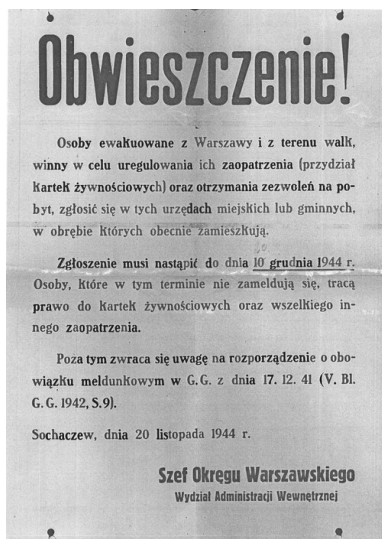 Obwieszczenie!
Osoby ewakuowane z Warszawy i z terenu walk,
winny w celu uregulowania ich zaopatrzenia (przydział
kartek żywnościowych) oraz otrzymania zezwoleń na po-
byt, zgłosić się w tych urzędach miejskich lub gminnych,
w obrębie których obecnie zamieszkują.
Zgłoszenie musi nastąpić do dnia 10 grudnia 1944 r.
Osoby, które w tym terminie nie zameldują się, tracą
prawo do kartek żywnościowych oraz wszelkiego in-
nego zaopatrzenia.
Poza tym zwraca się uwagę na rozporządzenie o obo-
wiązku meldunkowym w G.G. z dnia 17. 12. 41 (V. Bl.
G. G. 1942, S.9).
Sochaczew, dnia 20 listopada 1944 r.
Szef Okręgu Warszawskiego
Wydział Administracji Wewnętrznej